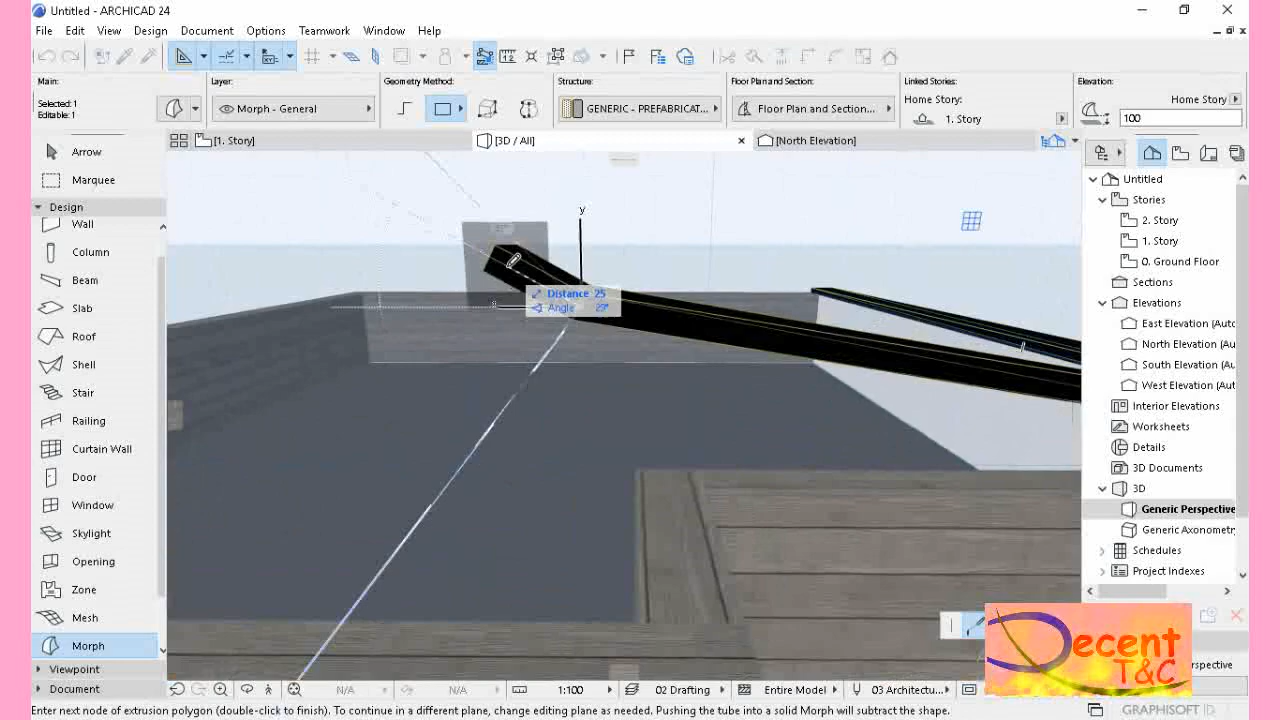 Untitled - ARCHICAD 24
File Edit View Design Document Options Teamwork Window Help
Main:
Layer:
Geometry Method:
Structure:
Floor Plan and Section:
Linked Stories:
Elevation:
Selected: 1
Editable: 1
Morph - General
GENERIC - PREFABRICAT...
Floor Plan and Section...
Home Story:
1. Story
Home Story
100
[1. Story]
[3D / All]
[North Elevation]
Arrow
Marquee
Design
Wall
Column
Beam
Slab
Roof
Shell
Stair
Railing
Curtain Wall
Door
Window
Skylight
Opening
Zone
Mesh
Morph
Viewpoint
Document
y
Distance 25
Untitled
Stories
2. Story
1. Story
0. Ground Floor
Sections
Elevations
East Elevation (Auto
North Elevation (Au
South Elevation (Au
West Elevation (Aut
Interior Elevations
Worksheets
Details
3D Documents
3D
Generic Perspective
Generic Axonometr
Schedules
Project Indexes
Decent
T&C
rspective
N/A
N/A
1:100
02 Drafting
Entire Model
03 Architectu...
Enter next node of extrusion polygon (double-click to finish). To continue in a different plane, change editing plane as needed. Pushing the tube into a solid Morph will subtract the shape.
GRAPHISOFT ID